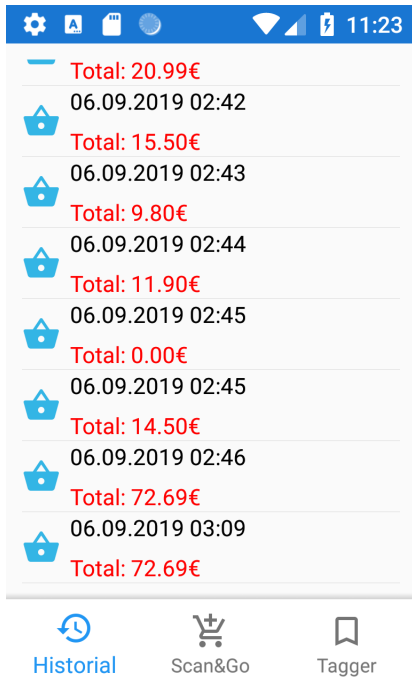 11:23
Total: 20.99€
06.09.2019 02:42
Total: 15.50€
06.09.2019 02:43
Total: 9.80€
06.09.2019 02:44
Total: 11.90€
06.09.2019 02:45
Total: 0.00€
06.09.2019 02:45
Total: 14.50€
06.09.2019 02:46
Total: 72.69€
06.09.2019 03:09
Total: 72.69€
Historial Scan&Go Tagger